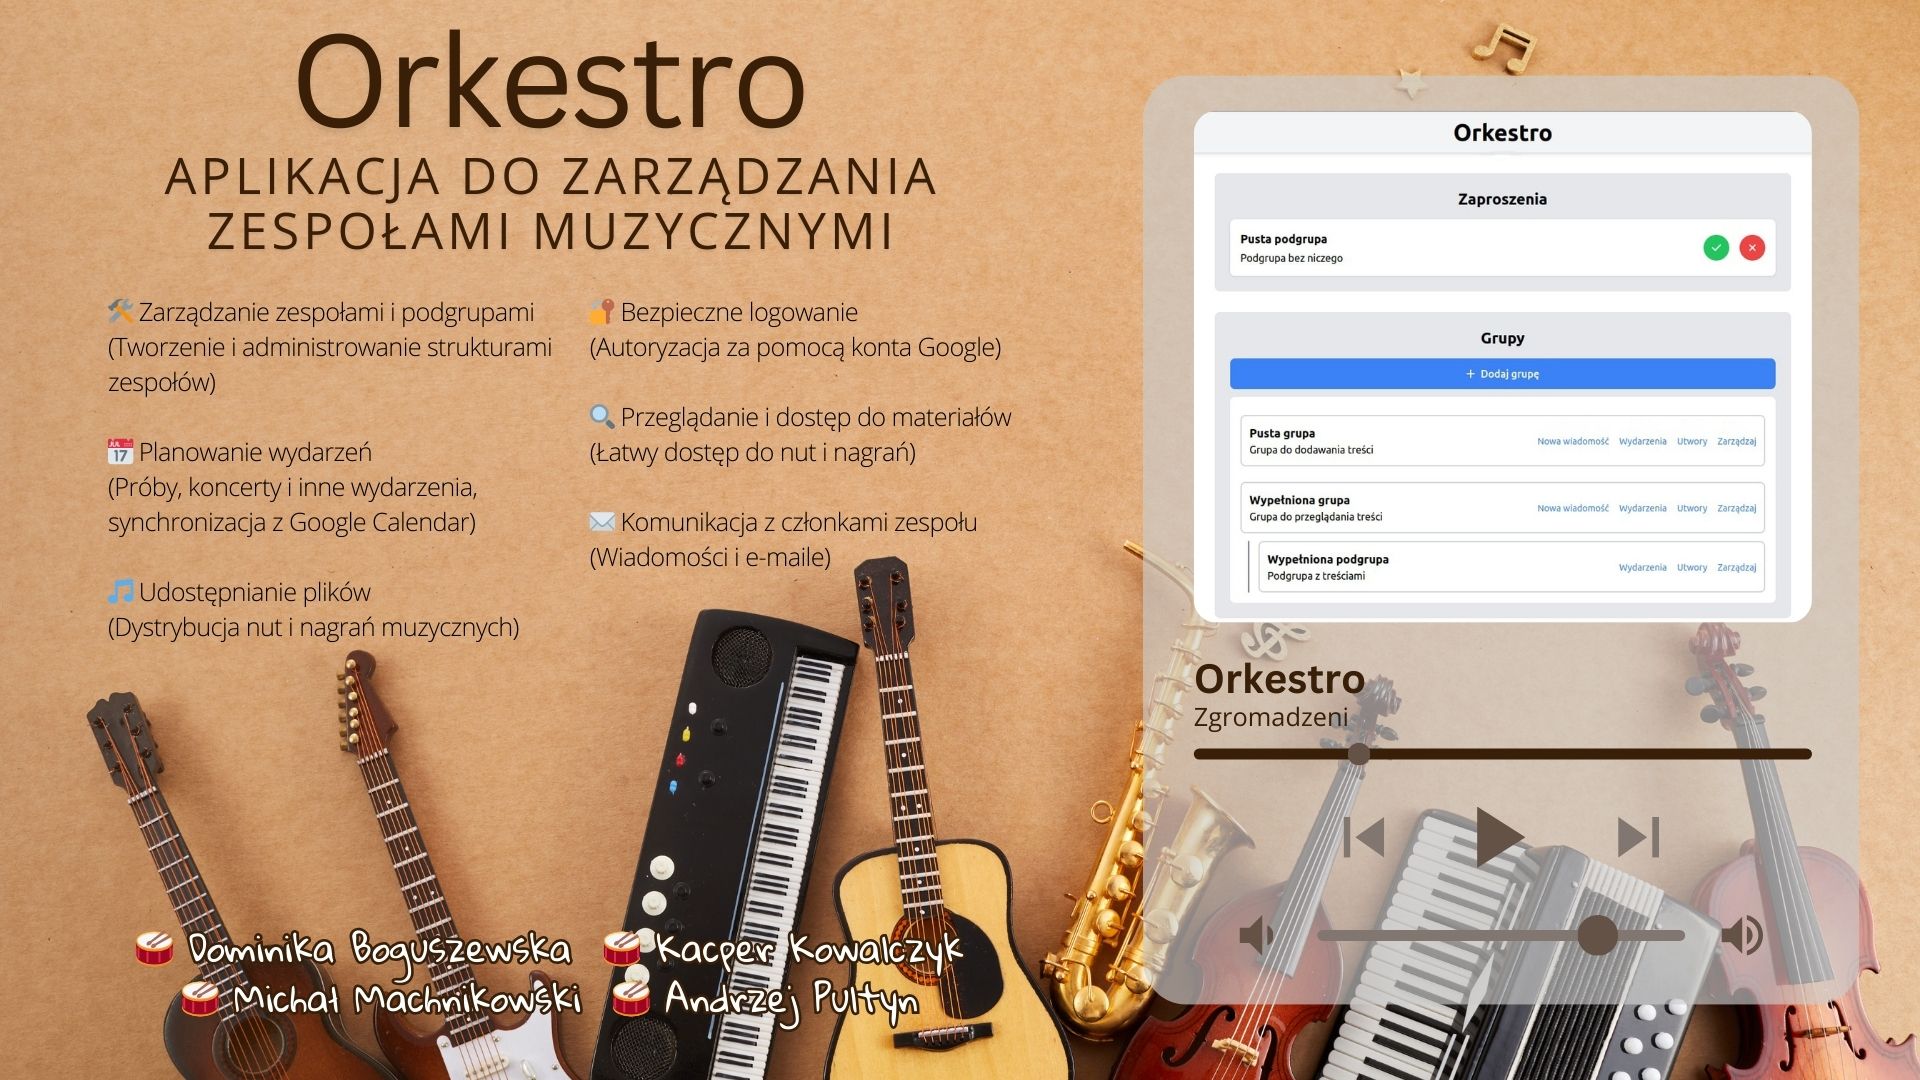 Orkestro
APLIKACJA DO ZARZĄDZANIA
ZESPOŁAMI MUZYCZNYMI
🛠️ Zarządzanie zespołami i podgrupami
(Tworzenie i administrowanie strukturami
zespołów)
📅 Planowanie wydarzeń
(Próby, koncerty i inne wydarzenia,
synchronizacja z Google Calendar)
🎵 Udostępnianie plików
(Dystrybucja nut i nagrań muzycznych)
🔐 Bezpieczne logowanie
(Autoryzacja za pomocą konta Google)
🔍 Przeglądanie i dostęp do materiałów
(Łatwy dostęp do nut i nagrań)
✉️ Komunikacja z członkami zespołu
(Wiadomości i e-maile)
🥁 Dominika Boguszewska 🥁 Kacper Kowalczyk
🥁 Michał Machnikowski 🥁 Andrzej Pultyn
Orkestro
Zaproszenia
Pusta podgrupa
Podgrupa bez niczego
Grupy
+ Dodaj grupę
Pusta grupa
Grupa do dodawania treści
Nowa wiadomość Wydarzenia Utwory Zarządzaj
Wypełniona grupa
Grupa do przeglądania treści
Nowa wiadomość Wydarzenia Utwory Zarządzaj
Wypełniona podgrupa
Podgrupa z treściami
Wydarzenia Utwory Zarządzaj
Orkestro
Zgromadzeni